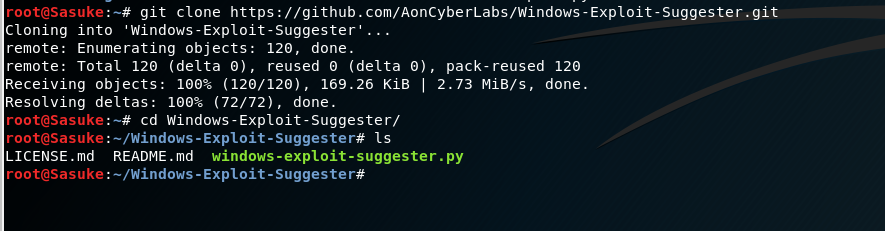 root@Sasuke:~# git clone https://github.com/AonCyberLabs/Windows-Exploit-Suggester.git
Cloning into 'Windows-Exploit-Suggester'...
remote: Enumerating objects: 120, done.
remote: Total 120 (delta 0), reused 0 (delta 0), pack-reused 120
Receiving objects: 100% (120/120), 169.26 KiB | 2.73 MiB/s, done.
Resolving deltas: 100% (72/72), done.
root@Sasuke:~# cd Windows-Exploit-Suggester/
root@Sasuke:~/Windows-Exploit-Suggester# ls
LICENSE.md  README.md  windows-exploit-suggester.py
root@Sasuke:~/Windows-Exploit-Suggester#